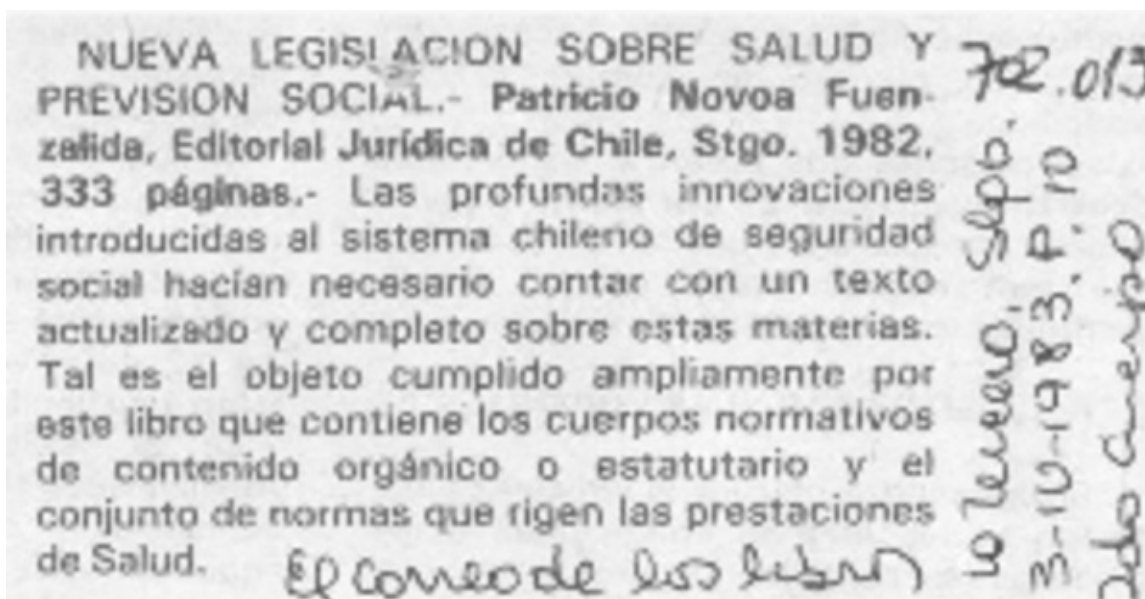 NUEVA LEGISLACION SOBRE SALUD Y
PREVISION SOCIAL.- Patricio Novoa Fuen-
zalida, Editorial Jurídica de Chile, Stgo. 1982.
333 páginas.- Las profundas innovaciones
introducidas al sistema chileno de seguridad
social hacían necesario contar con un texto
actualizado y completo sobre estas materias.
Tal es el objeto cumplido ampliamente por
este libro que contiene los cuerpos normativos
de contenido orgánico o estatutario y el
conjunto de normas que rigen las prestaciones
de Salud.
El correo de los libros
702.013
3-IV-1983. P. 10